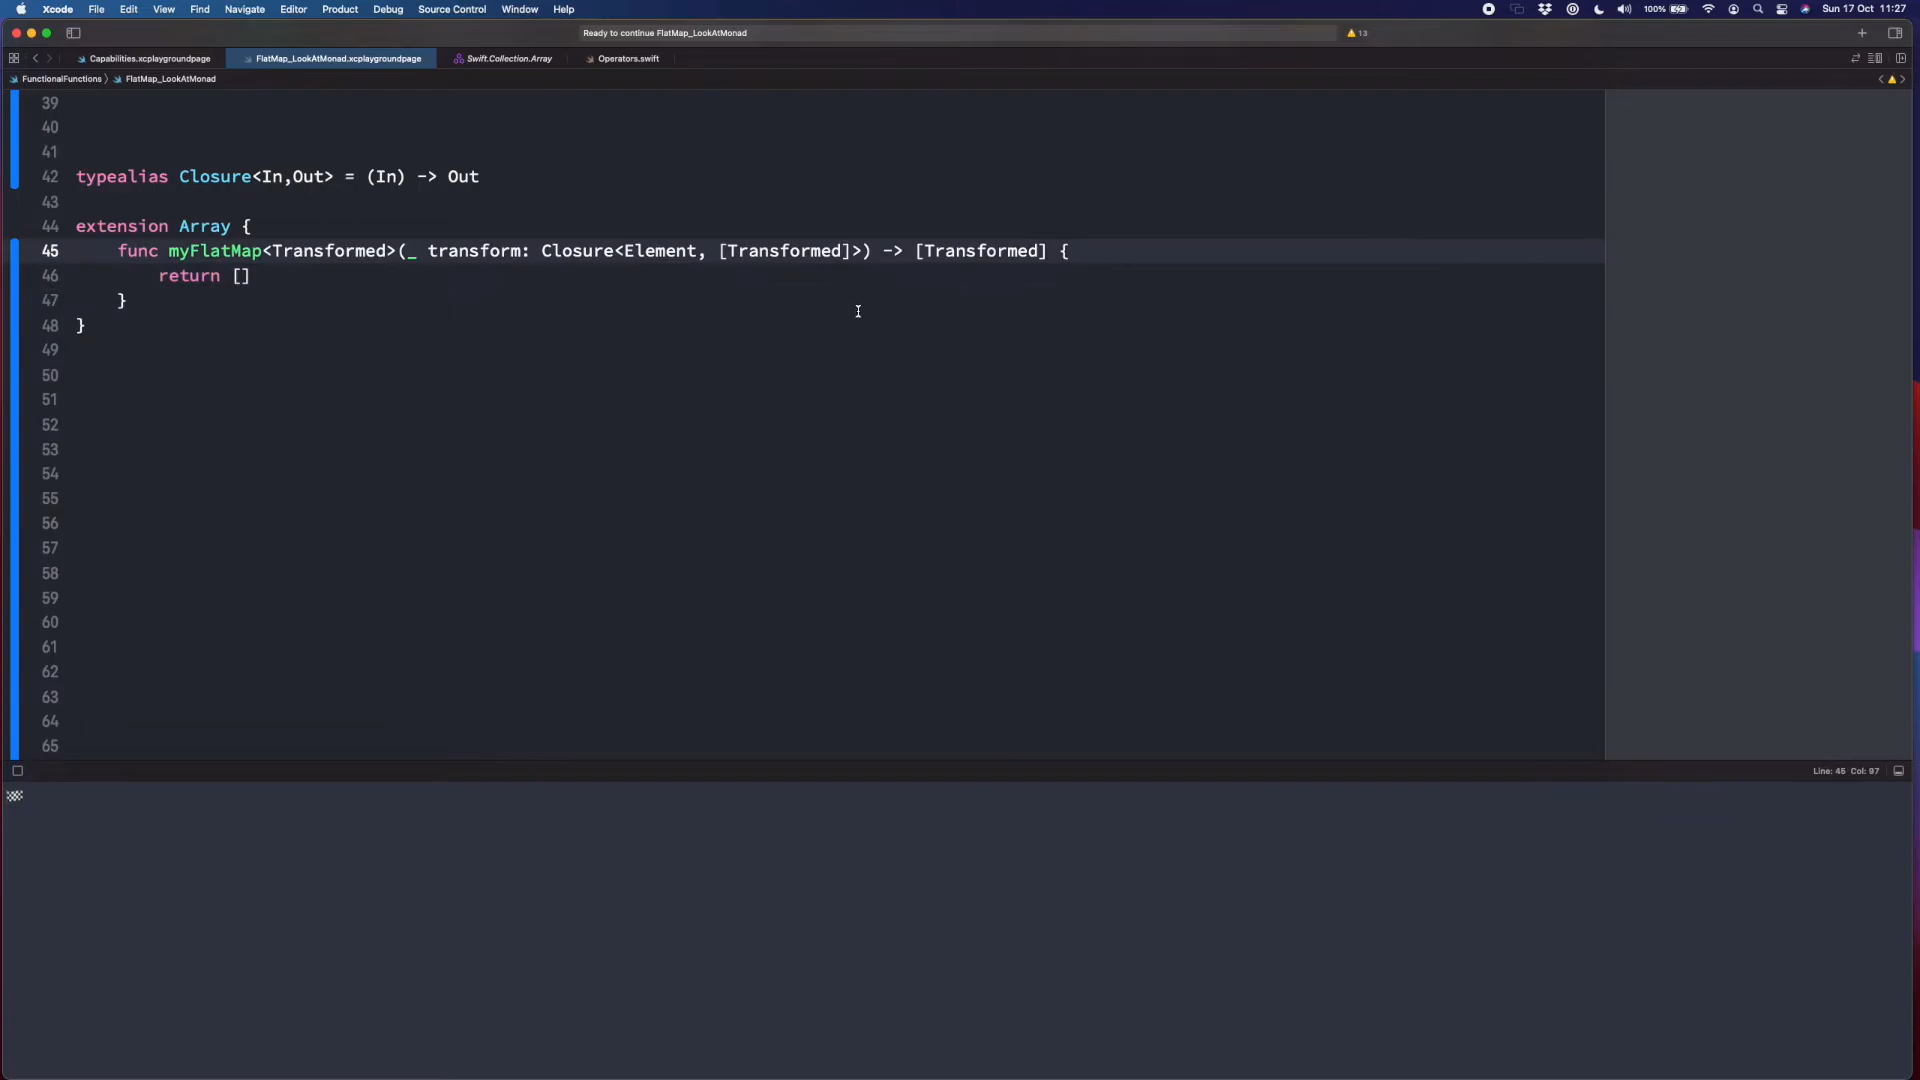 Xcode File Edit View Find Navigate Editor Product Debug Source Control Window Help 100% Sun 17 Oct 11:27
Ready to continue FlatMap_LookAtMonad 13
Capabilities.xcplaygroundpage FlatMap_LookAtMonad.xcplaygroundpage Swift.Collection.Array Operators.swift
FunctionalFunctions FlatMap_LookAtMonad
39
40
41
42 typealias Closure<In,Out> = (In) -> Out
43
44 extension Array {
45 func myFlatMap<Transformed>(_ transform: Closure<Element, [Transformed]>) -> [Transformed] {
46 return []
47 }
48 }
49
50
51
52
53
54
55
56
57
58
59
60
61
62
63
64
65
Line: 45 Col: 97